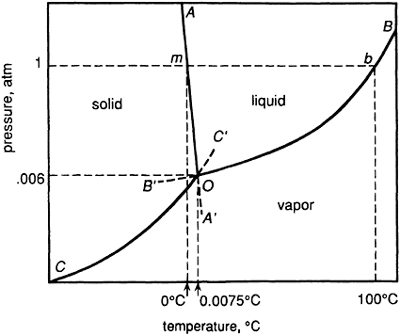 A
B
1
m
b
solid
liquid
C'
pressure, atm
.006
B'
O
A'
vapor
C
0°C
0.0075°C
100°C
temperature, °C